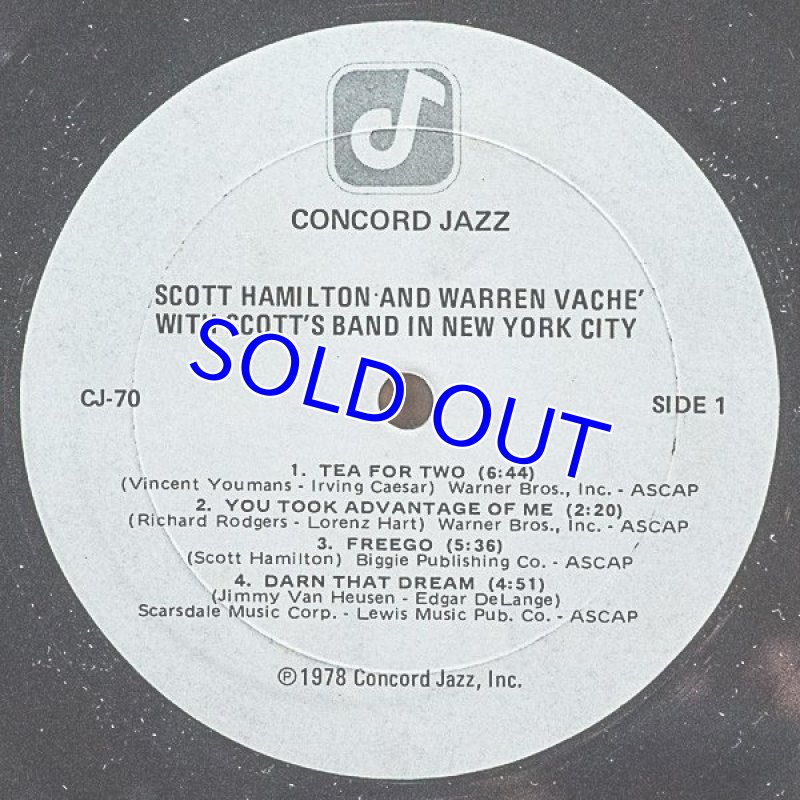 CONCORD JAZZ
SCOTT HAMILTON AND WARREN VACHE'
WITH SCOTT'S BAND IN NEW YORK CITY
SOLD OUT
CJ-70
SIDE 1
1. TEA FOR TWO (6:44)
(Vincent Youmans - Irving Caesar) Warner Bros., Inc. - ASCAP
2. YOU TOOK ADVANTAGE OF ME (2:20)
(Richard Rodgers - Lorenz Hart) Warner Bros., Inc. - ASCAP
3. FREEGO (5:36)
(Scott Hamilton) Biggie Publishing Co. - ASCAP
4. DARN THAT DREAM (4:51)
(Jimmy Van Heusen - Edgar DeLange)
Scarsdale Music Corp. - Lewis Music Pub. Co. - ASCAP
℗1978 Concord Jazz, Inc.